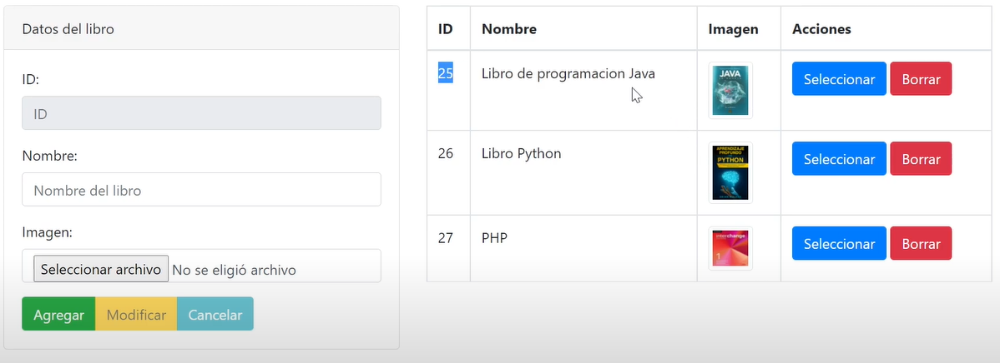 Datos del libro
ID:
ID
Nombre:
Nombre del libro
Imagen:
Seleccionar archivo No se eligió archivo
Agregar Modificar Cancelar
ID Nombre Imagen Acciones
25 Libro de programacion Java JAVA Seleccionar Borrar
26 Libro Python APRENDIZAJE PROFUNDO PYTHON Seleccionar Borrar
27 PHP interchange 1 Seleccionar Borrar